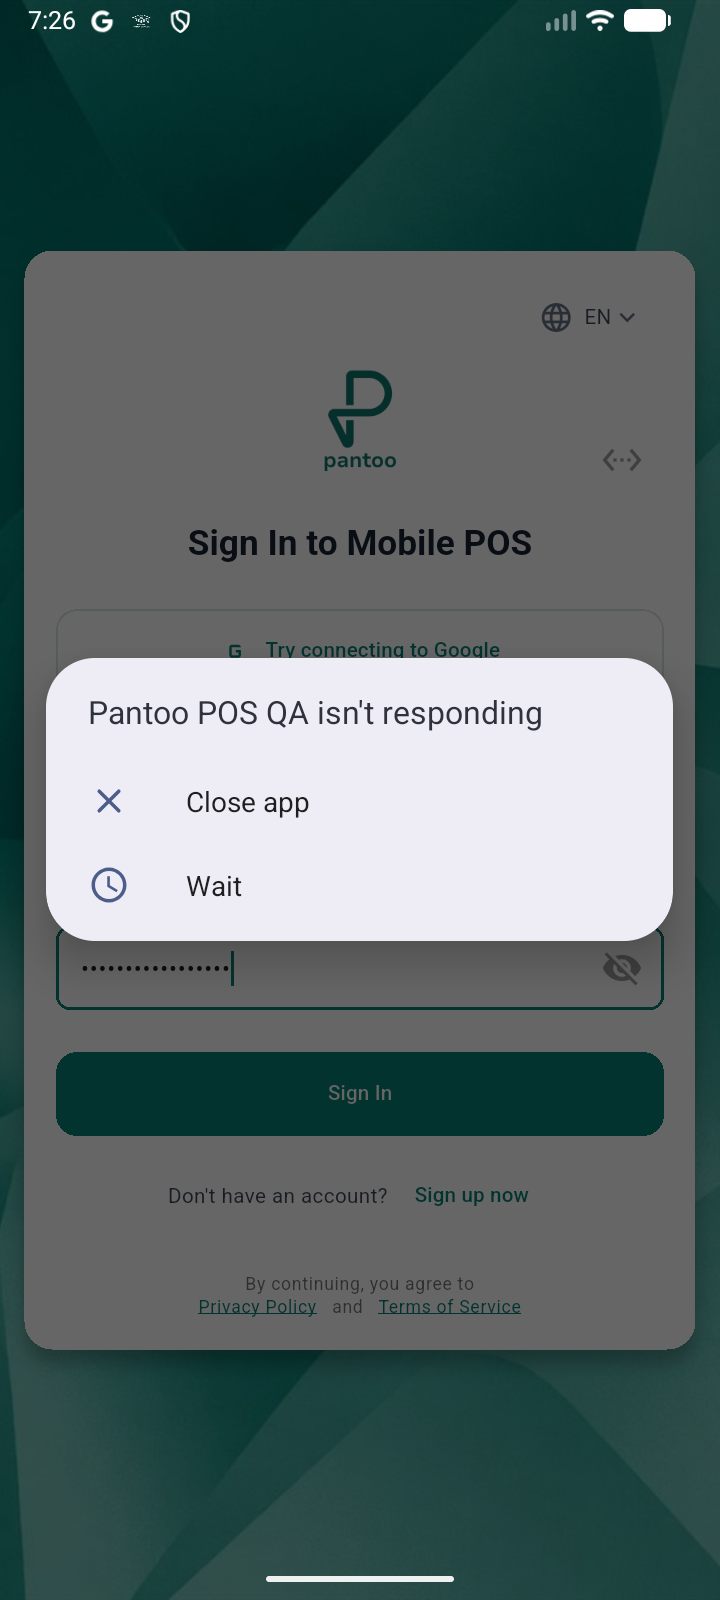 7:26
EN
pantoo
Sign In to Mobile POS
G Try connecting to Google
Pantoo POS QA isn't responding
Close app
Wait
•••••••••••••••••
Sign In
Don't have an account? Sign up now
By continuing, you agree to
Privacy Policy and Terms of Service